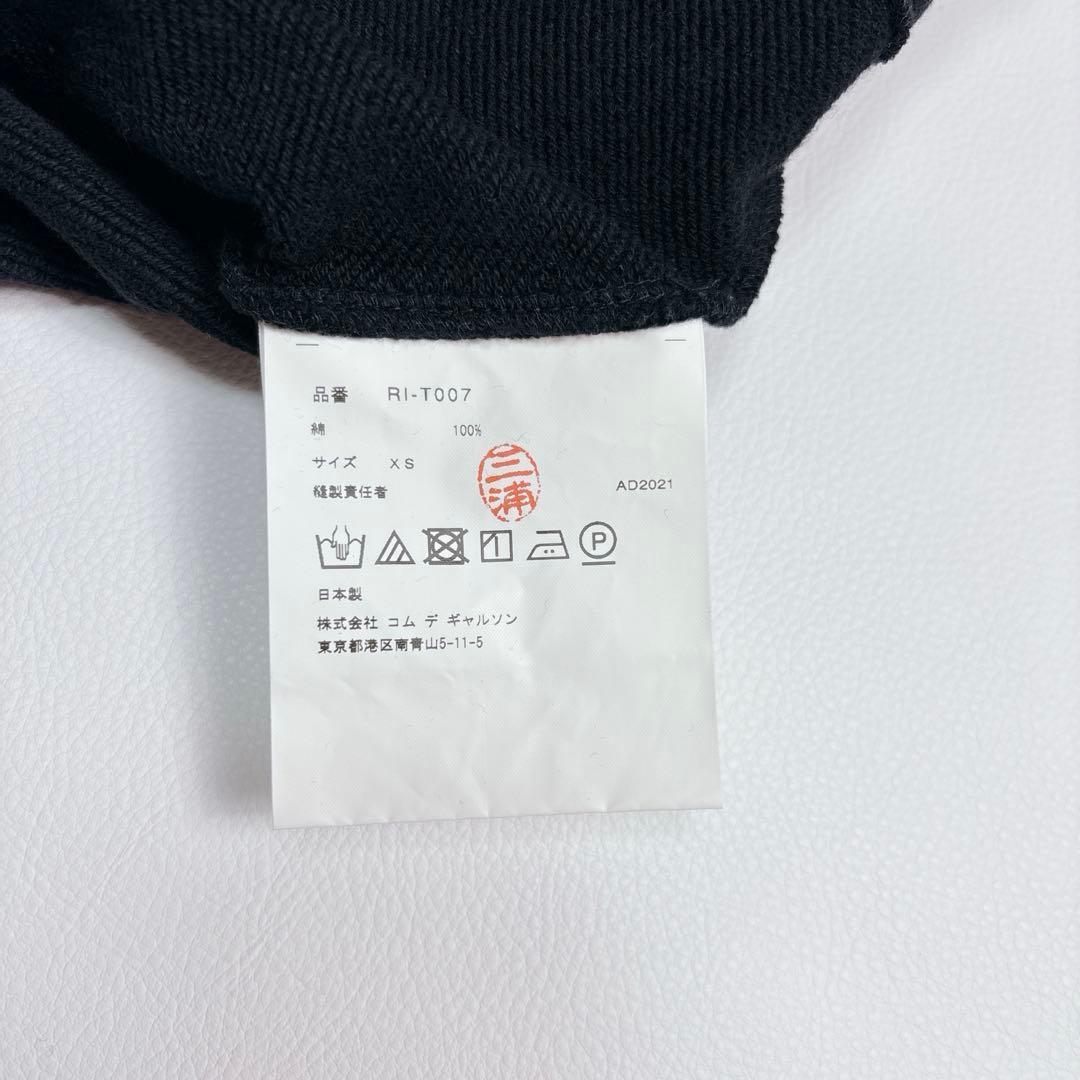 品番 RI-T007
綿 100%
サイズ XS
三浦
縫製責任者 AD2021
P
日本製
株式会社 コム デ ギャルソン
東京都港区南青山5-11-5